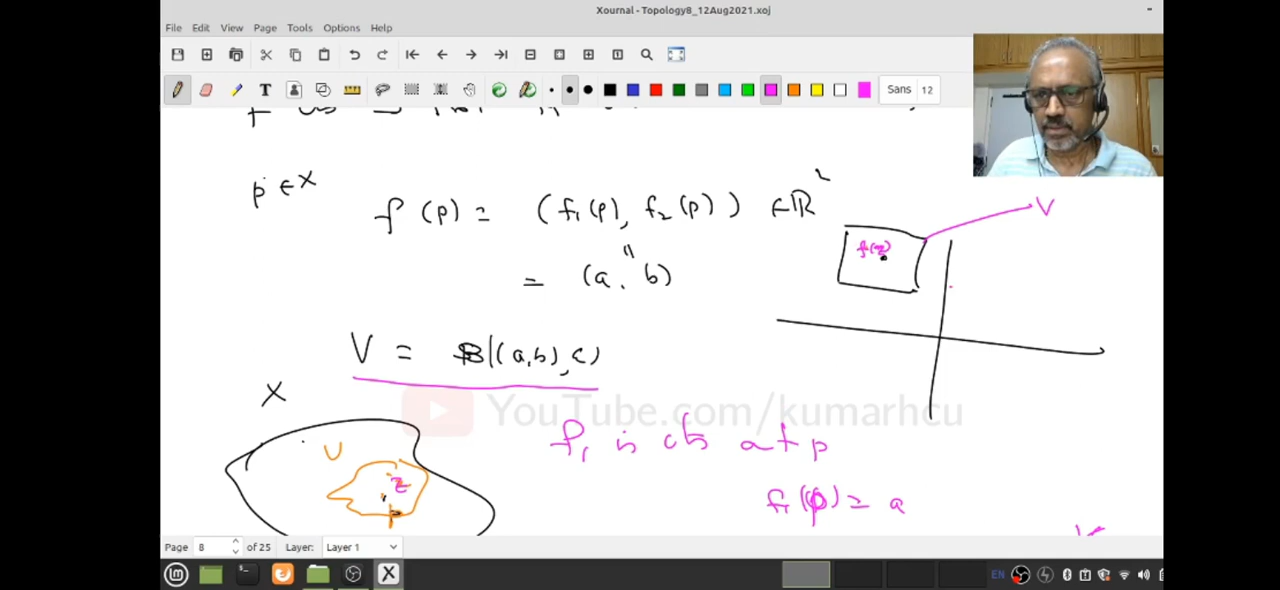 Xournal - Topology8_12Aug2021.xoj
File Edit View Page Tools Options Help
Sans 12
p ∈ X
f (p) = (f₁(p), f₂(p)) ∈ ℝ²
= (a, b)
V
f(z)
V = B((a,b), ε)
X
YouTube.com/kumarhcu
U
z
p
f₁ is cts at p
f₁(p) = a
Page 8 of 25 Layer: Layer 1
EN